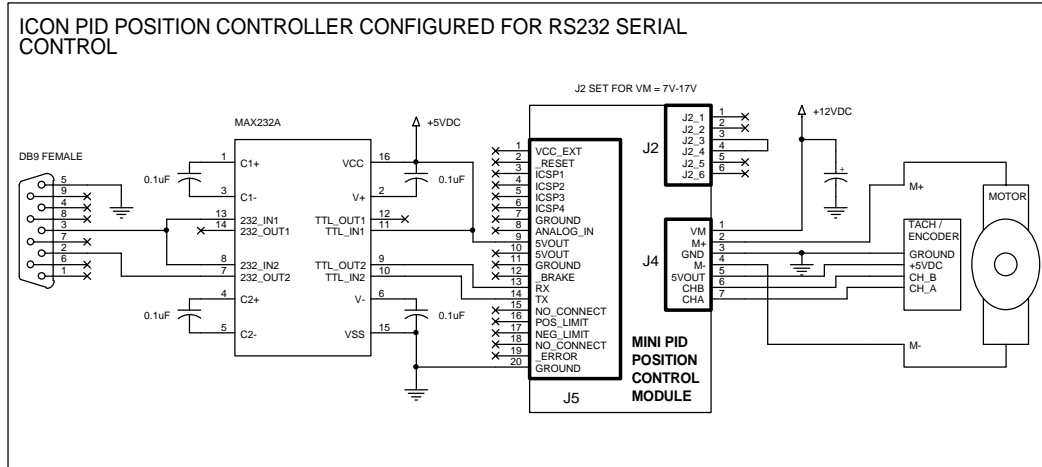 ICON PID POSITION CONTROLLER CONFIGURED FOR RS232 SERIAL
CONTROL
J2 SET FOR VM = 7V-17V
DB9 FEMALE
5
9
4
8
3
7
2
6
1
MAX232A
0.1uF
1 C1+
3 C1-
13 232_IN1
14 232_OUT1
8 232_IN2
7 232_OUT2
0.1uF
4 C2+
5 C2-
+5VDC
VCC 16
V+ 2
0.1uF
TTL_OUT1 12
TTL_IN1 11
TTL_OUT2 9
TTL_IN2 10
V- 6
0.1uF
VSS 15
1 VCC_EXT
2 _RESET
3 ICSP1
4 ICSP2
5 ICSP3
6 ICSP4
7 GROUND
8 ANALOG_IN
9 5VOUT
10 5VOUT
11 GROUND
12 _BRAKE
13 RX
14 TX
15 NO_CONNECT
16 POS_LIMIT
17 NEG_LIMIT
18 NO_CONNECT
19 _ERROR
20 GROUND
J5
J2
J2_1 1
J2_2 2
J2_3 3
J2_4 4
J2_5 5
J2_6 6
J4
VM 1
M+ 2
GND 3
M- 4
5VOUT 5
CHB 6
CHA 7
MINI PID
POSITION
CONTROL
MODULE
+12VDC
+
M+
MOTOR
TACH /
ENCODER
GROUND
+5VDC
CH_B
CH_A
M-